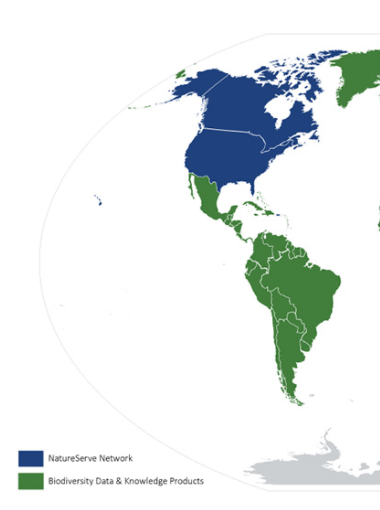 NatureServe Network
Biodiversity Data & Knowledge Products